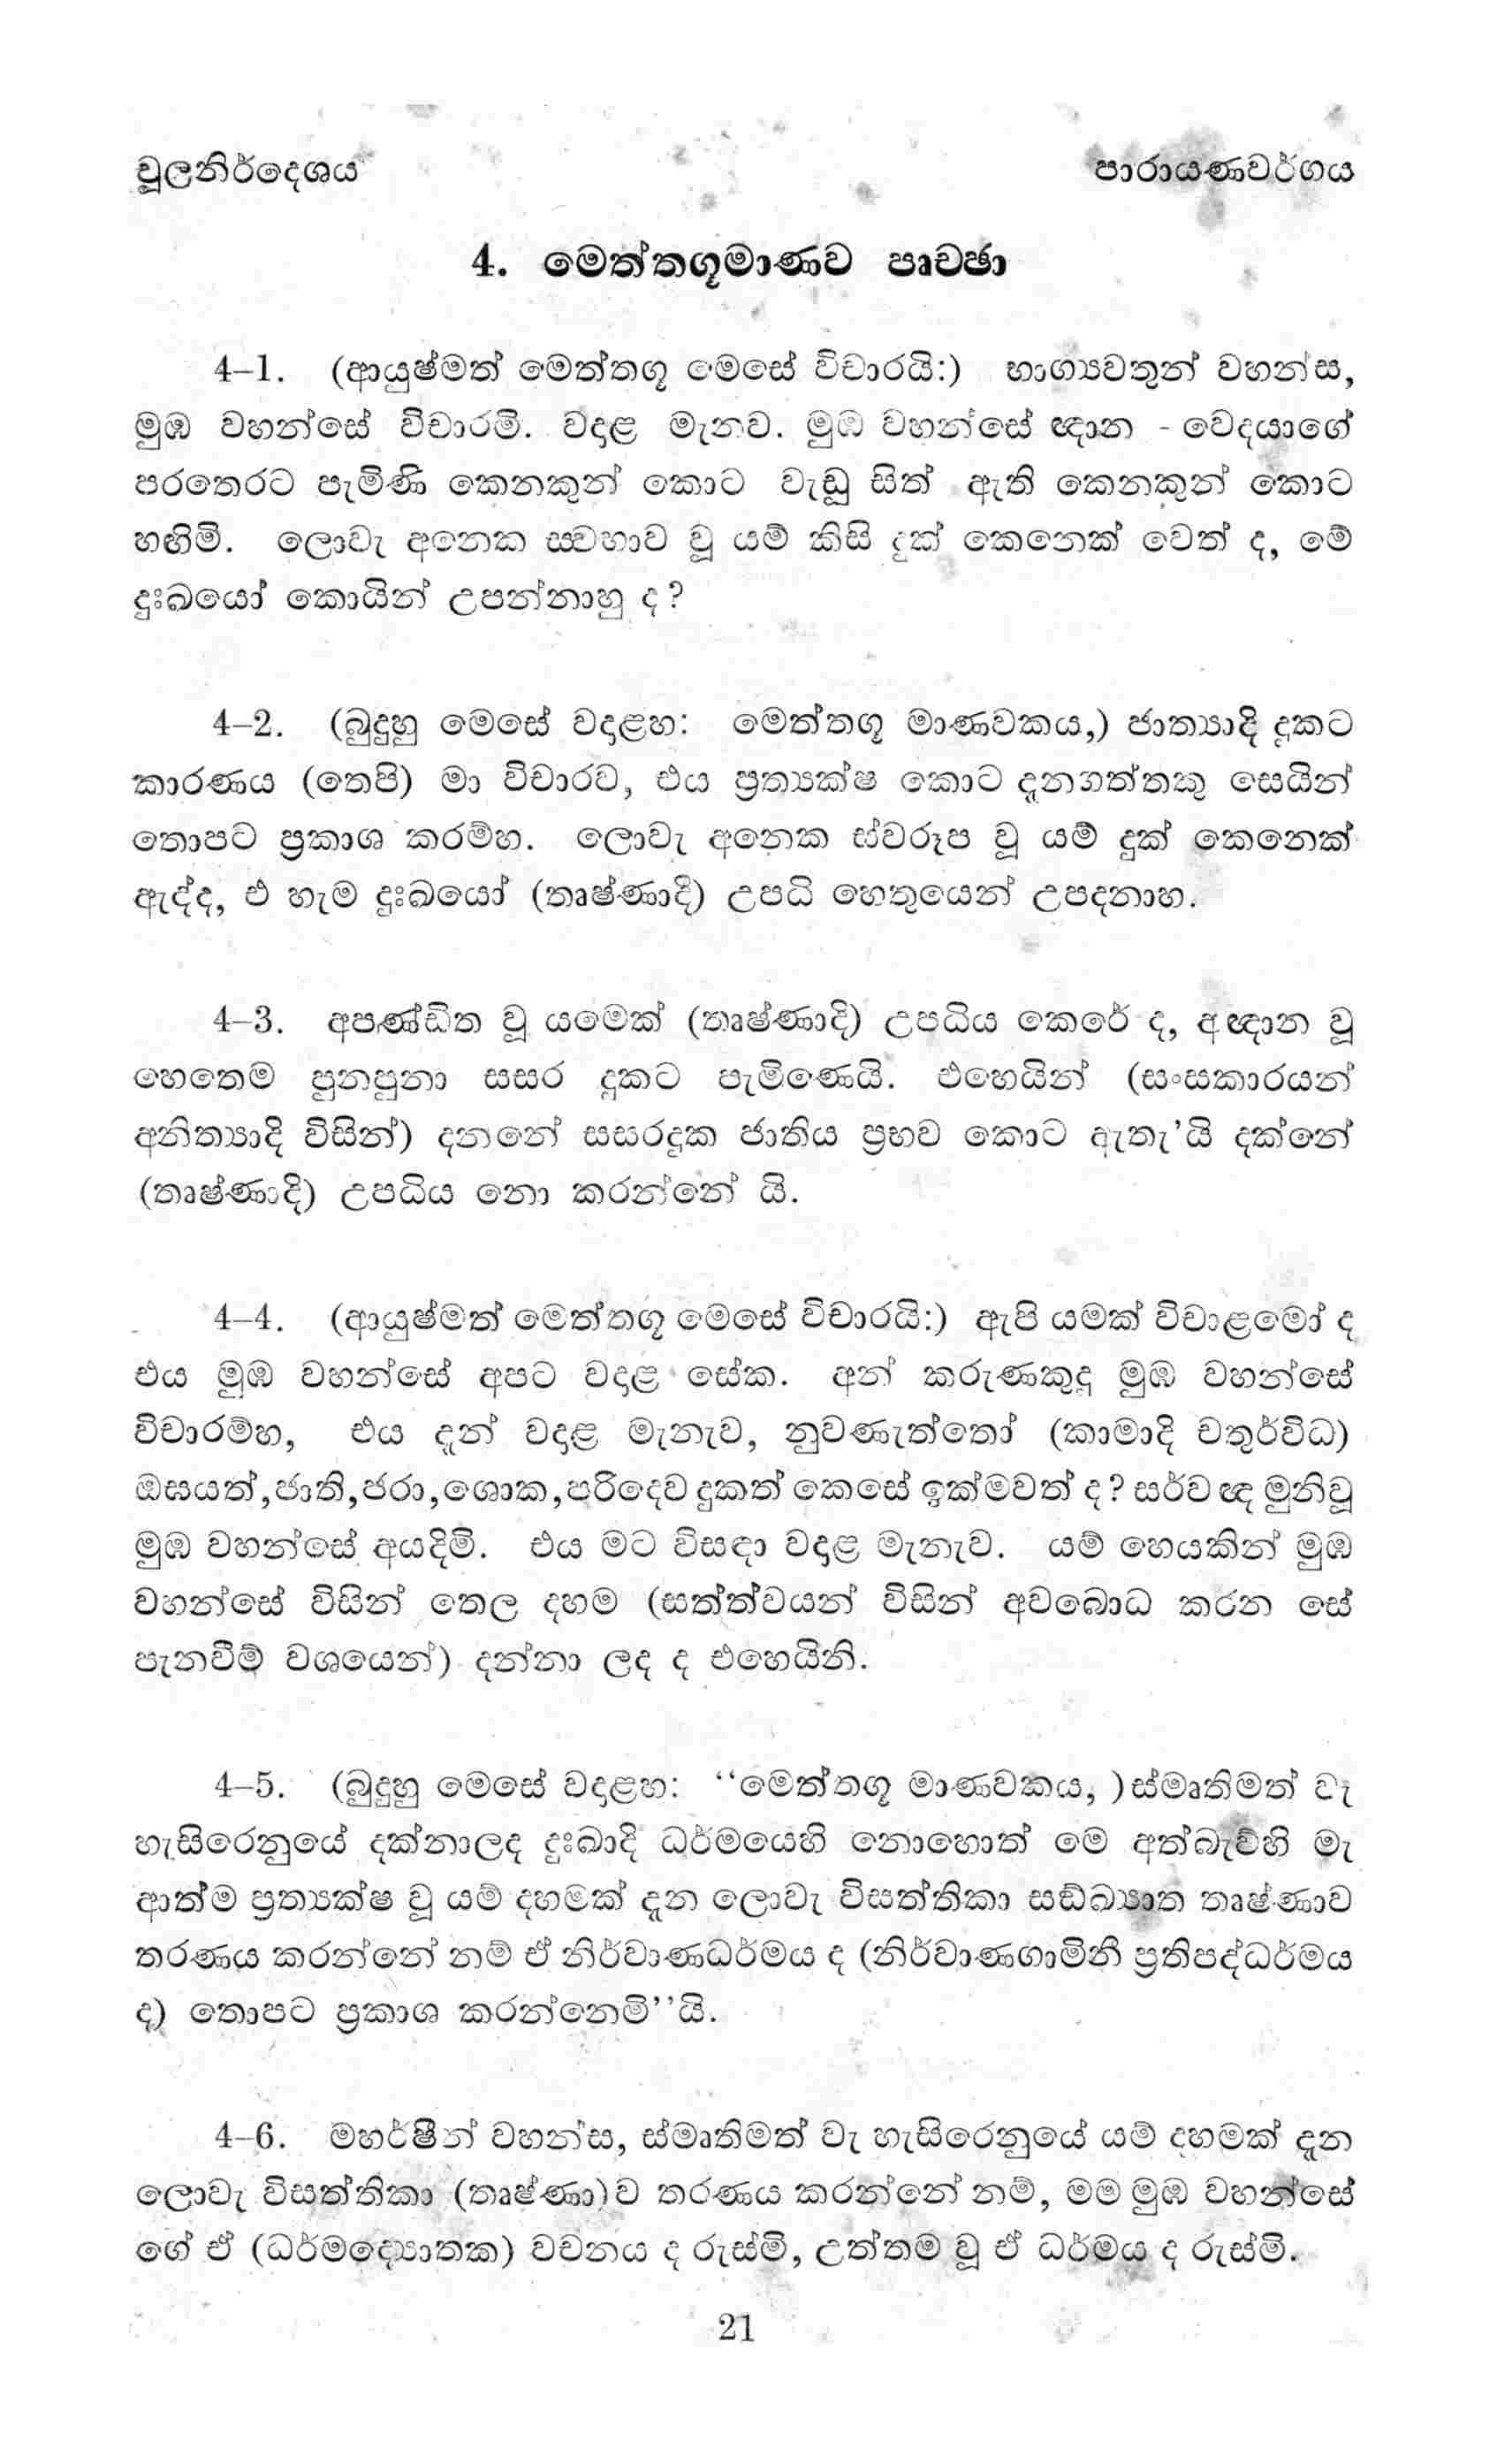 චූලනිර්දෙශය පාරායණවර්ගය
4. මෙත්තගූමාණව පෘච්ඡා
4–1. (ආයුෂ්මත් මෙත්තගූ මෙසේ විචාරයි:) භාග්‍යවතුන් වහන්ස,
මුඹ වහන්සේ විචාරමි. වදාළ මැනව. මුඹ වහන්සේ ඥාන - වෙදයාගේ
පරතෙරට පැමිණි කෙනකුන් කොට වැඩූ සිත් ඇති කෙනකුන් කොට
හඟිමි. ලොවැ අනෙක ස්වභාව වූ යම් කිසි දුක් කෙනෙක් වෙත් ද, මේ
දුඃඛයෝ කොයින් උපන්නාහු ද?
4–2. (බුදුහු මෙසේ වදාළහ: මෙත්තගූ මාණවකය,) ජාත්‍යාදි දුකට
කාරණය (තෙපි) මා විචාරව, එය ප්‍රත්‍යක්ෂ කොට දැනගත්තකු සෙයින්
තොපට ප්‍රකාශ කරම්හ. ලොවැ අනෙක ස්වරූප වූ යම් දුක් කෙනෙක්
ඇද්ද, එ හැම දුඃඛයෝ (තෘෂ්ණාදි) උපධි හෙතුයෙන් උපදනාහ.
4–3. අපණ්ඩිත වූ යමෙක් (තෘෂ්ණාදි) උපධිය කෙරේ ද, අඥාන වූ
හෙතෙම පුනපුනා සසර දුකට පැමිණෙයි. එහෙයින් (සංසකාරයන්
අනිත්‍යාදි විසින්) දනනේ සසරදුක ජාතිය ප්‍රභව කොට ඇතැ'යි දක්නේ
(තෘෂ්ණාදි) උපධිය නො කරන්නේ යි.
4–4. (ආයුෂ්මත් මෙත්තගූ මෙසේ විචාරයි:) ඇපි යමක් විචාළමෝ ද
එය මුඹ වහන්සේ අපට වදාළ සේක. අන් කරුණකුදු මුඹ වහන්සේ
විචාරම්හ, එය දැන් වදාළ මැනැව, නුවණැත්තෝ (කාමාදි චතුර්විධ)
ඔඝයත්,ජාති,ජරා,ශොක,පරිදෙව දුකත් කෙසේ ඉක්මවත් ද? සර්වඥ මුනිවූ
මුඹ වහන්සේ අයදිමි. එය මට විසඳා වදාළ මැනැව. යම් හෙයකින් මුඹ
වහන්සේ විසින් තෙල දහම (සත්ත්වයන් විසින් අවබොධ කරන සේ
පැනවීම් වශයෙන්) දන්නා ලද ද එහෙයිනි.
4–5. (බුදුහු මෙසේ වදාළහ: ‘‘මෙත්තගූ මාණවකය, )ස්මෘතිමත් වැ
හැසිරෙනුයේ දක්නාලද දුඃඛාදි ධර්මයෙහි නොහොත් මෙ අත්බැව්හි මැ
ආත්ම ප්‍රත්‍යක්ෂ වූ යම් දහමක් දැන ලොවැ විසත්තිකා සඞ්ඛ්‍යාත තෘෂ්ණාව
තරණය කරන්නේ නම් ඒ නිර්වාණධර්මය ද (නිර්වාණගාමිනී ප්‍රතිපද්ධර්මය
ද) තොපට ප්‍රකාශ කරන්නෙමි’’යි.
4–6. මහර්ෂීන් වහන්ස, ස්මෘතිමත් වැ හැසිරෙනුයේ යම් දහමක් දැන
ලොවැ විසත්තිකා (තෘෂ්ණා)ව තරණය කරන්නේ නම්, මම මුඹ වහන්සේ
ගේ ඒ (ධර්මද්‍යොතක) වචනය ද රුස්මි, උත්තම වූ ඒ ධර්මය ද රුස්මි.
21